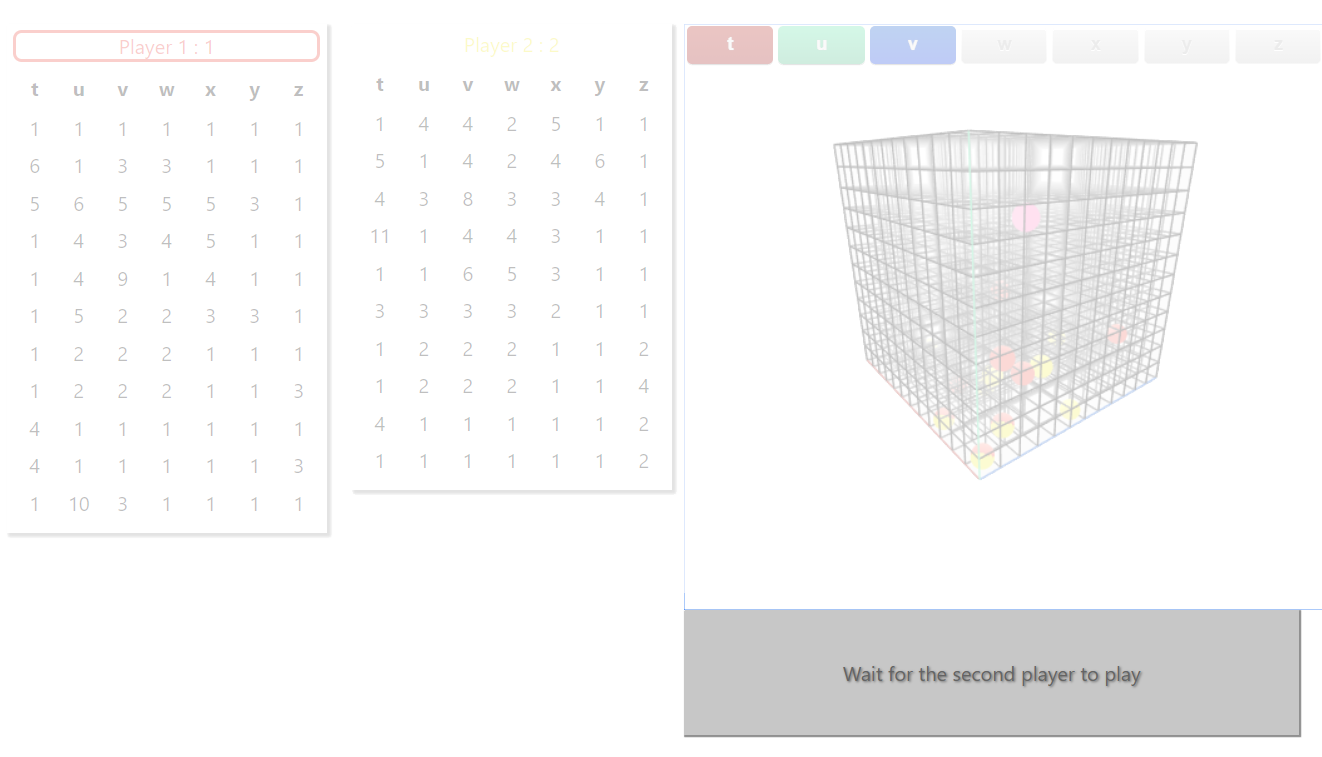 Player 1 : 1
t u v w x y z
1 1 1 1 1 1 1
6 1 3 3 1 1 1
5 6 5 5 5 3 1
1 4 3 4 5 1 1
1 4 9 1 4 1 1
1 5 2 2 3 3 1
1 2 2 2 1 1 1
1 2 2 2 1 1 3
4 1 1 1 1 1 1
4 1 1 1 1 1 3
1 10 3 1 1 1 1
Player 2 : 2
t u v w x y z
1 4 4 2 5 1 1
5 1 4 2 4 6 1
4 3 8 3 3 4 1
11 1 4 4 3 1 1
1 1 6 5 3 1 1
3 3 3 3 2 1 1
1 2 2 2 1 1 2
1 2 2 2 1 1 4
4 1 1 1 1 1 2
1 1 1 1 1 1 2
t u v w x y z
Wait for the second player to play